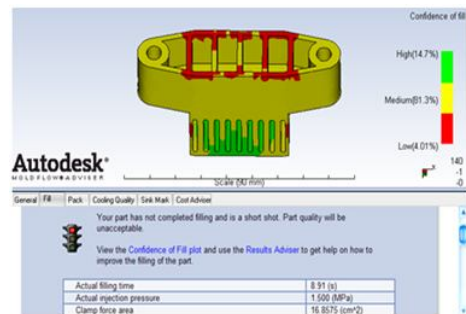 Confidence of fill
High(14.7%)
Medium(81.3%)
Low(4.01%)
Autodesk®
MOLDFLOW ADVISER
Scale (90 mm)
140
-1
-0
General Fill Pack Cooling Quality Sink Mark Cost Adviser
Your part has not completed filling and is a short shot. Part quality will be
unacceptable.
View the Confidence of Fill plot and use the Results Adviser to get help on how to
improve the filling of the part.
Actual filling time 8.91 (s)
Actual injection pressure 1.500 (MPa)
Clamp force area 16.8575 (cm^2)